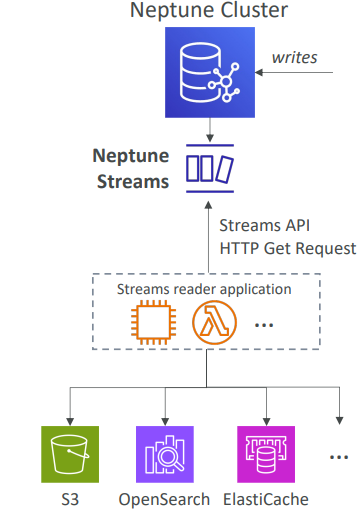 Neptune Cluster
writes
Neptune
Streams
Streams API
HTTP Get Request
Streams reader application
...
...
S3
OpenSearch
ElastiCache